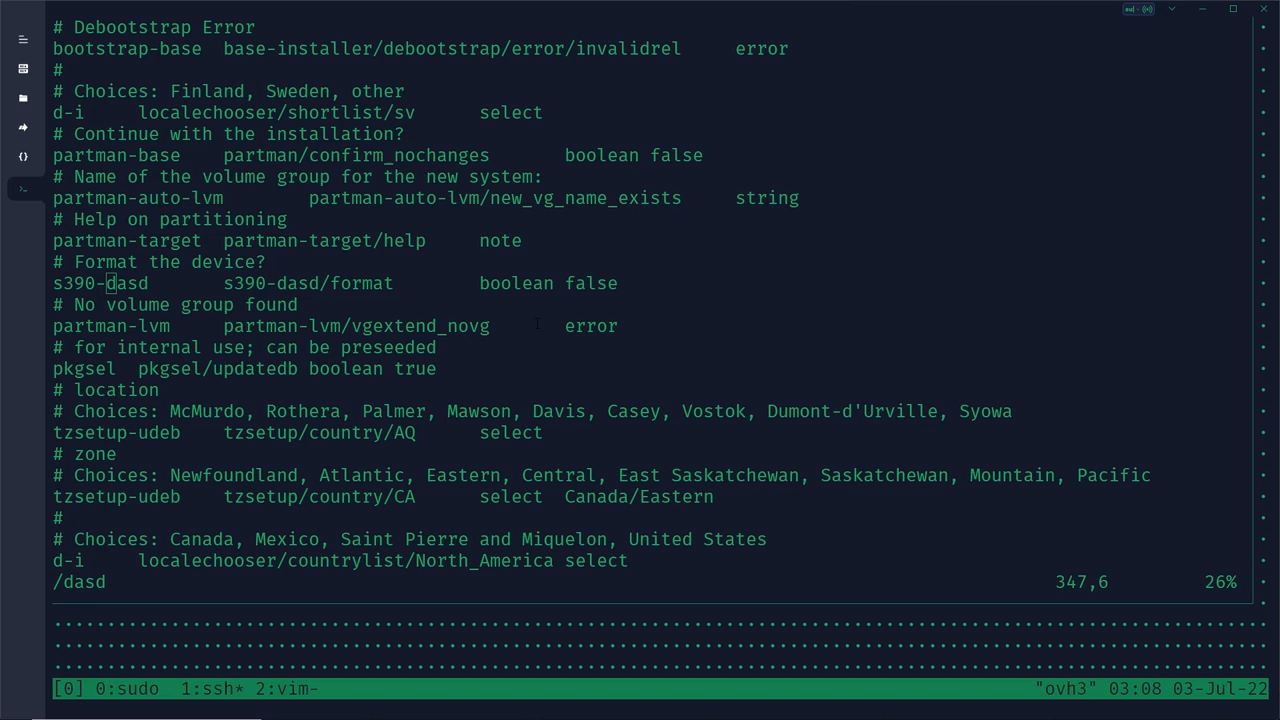 # Debootstrap Error
bootstrap-base  base-installer/debootstrap/error/invalidrel     error
#
# Choices: Finland, Sweden, other
d-i     localechooser/shortlist/sv      select
# Continue with the installation?
partman-base    partman/confirm_nochanges       boolean false
# Name of the volume group for the new system:
partman-auto-lvm        partman-auto-lvm/new_vg_name_exists     string
# Help on partitioning
partman-target  partman-target/help     note
# Format the device?
s390-dasd       s390-dasd/format        boolean false
# No volume group found
partman-lvm     partman-lvm/vgextend_novg       error
# for internal use; can be preseeded
pkgsel  pkgsel/updatedb boolean true
# location
# Choices: McMurdo, Rothera, Palmer, Mawson, Davis, Casey, Vostok, Dumont-d'Urville, Syowa
tzsetup-udeb    tzsetup/country/AQ      select
# zone
# Choices: Newfoundland, Atlantic, Eastern, Central, East Saskatchewan, Saskatchewan, Mountain, Pacific
tzsetup-udeb    tzsetup/country/CA      select  Canada/Eastern
#
# Choices: Canada, Mexico, Saint Pierre and Miquelon, United States
d-i     localechooser/countrylist/North_America select
/dasd     347,6     26%
[0] 0:sudo  1:ssh* 2:vim-     "ovh3" 03:08 03-Jul-22